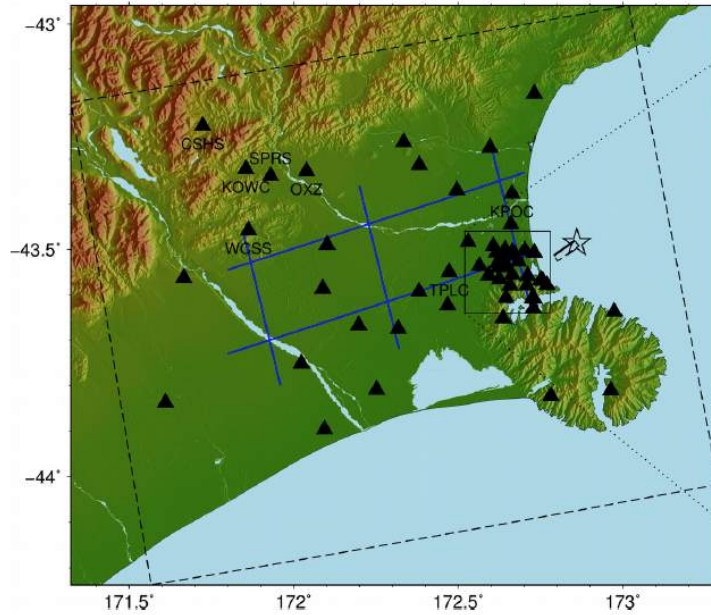 -43°
CSHS
SPRS
KOWC
OXZ
KPOC
WCSS
-43.5°
TPLC
-44°
171.5°
172°
172.5°
173°